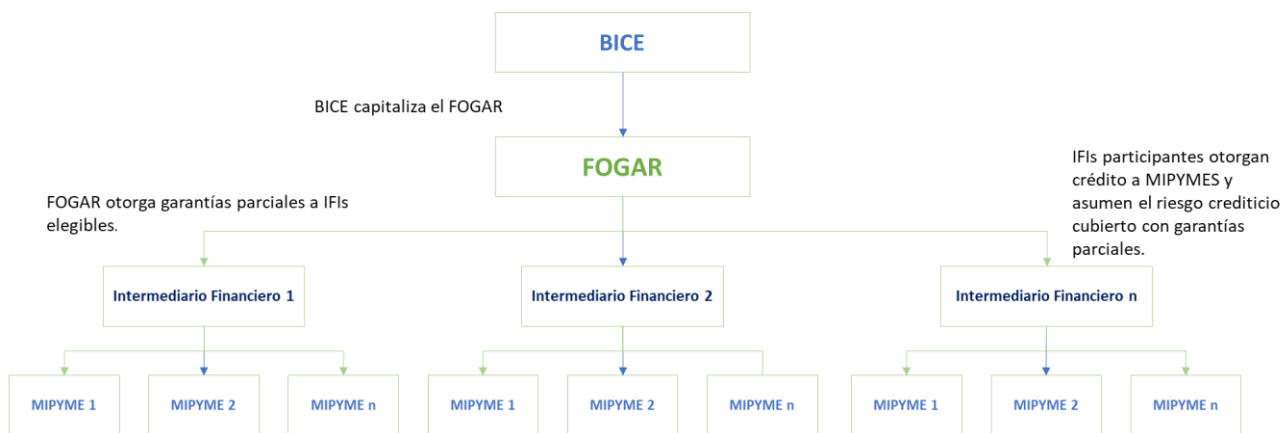 BICE
BICE capitaliza el FOGAR
FOGAR
FOGAR otorga garantías parciales a IFIs
elegibles.
IFIs participantes otorgan
crédito a MIPYMES y
asumen el riesgo crediticio
cubierto con garantías
parciales.
Intermediario Financiero 1
Intermediario Financiero 2
Intermediario Financiero n
MIPYME 1
MIPYME 2
MIPYME n
MIPYME 1
MIPYME 2
MIPYME n
MIPYME 1
MIPYME 2
MIPYME n